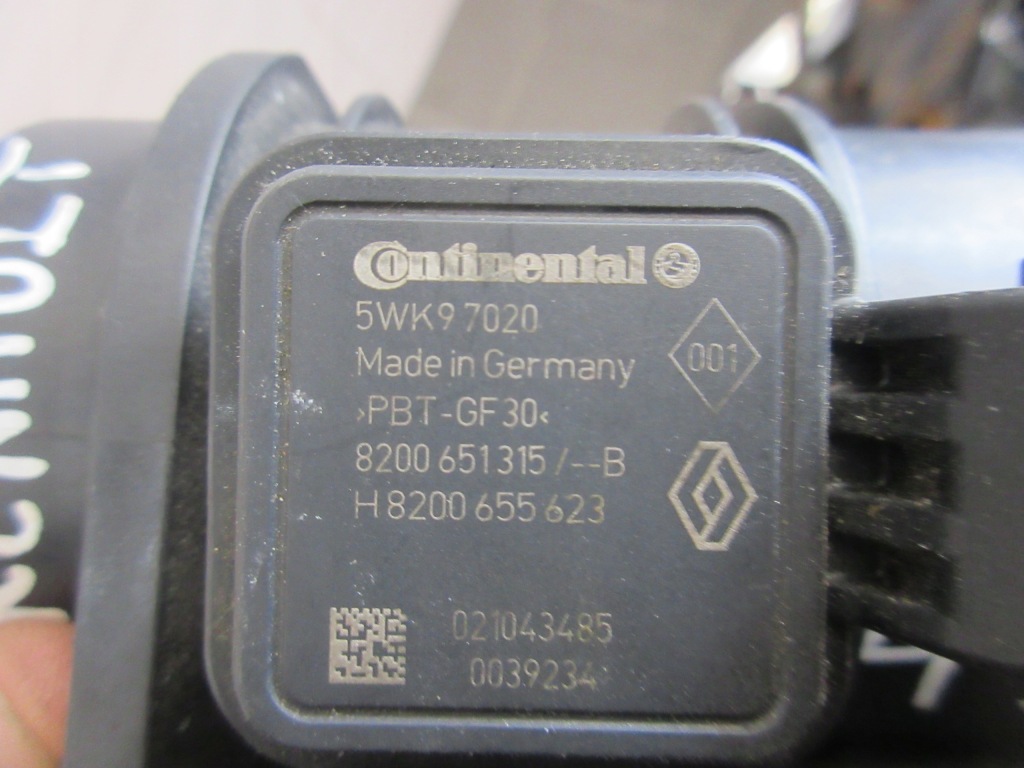 Continental
5WK9 7020
Made in Germany
001
>PBT-GF30<
8200 651 315 /--B
H 8200 655 623
021043485
0039234